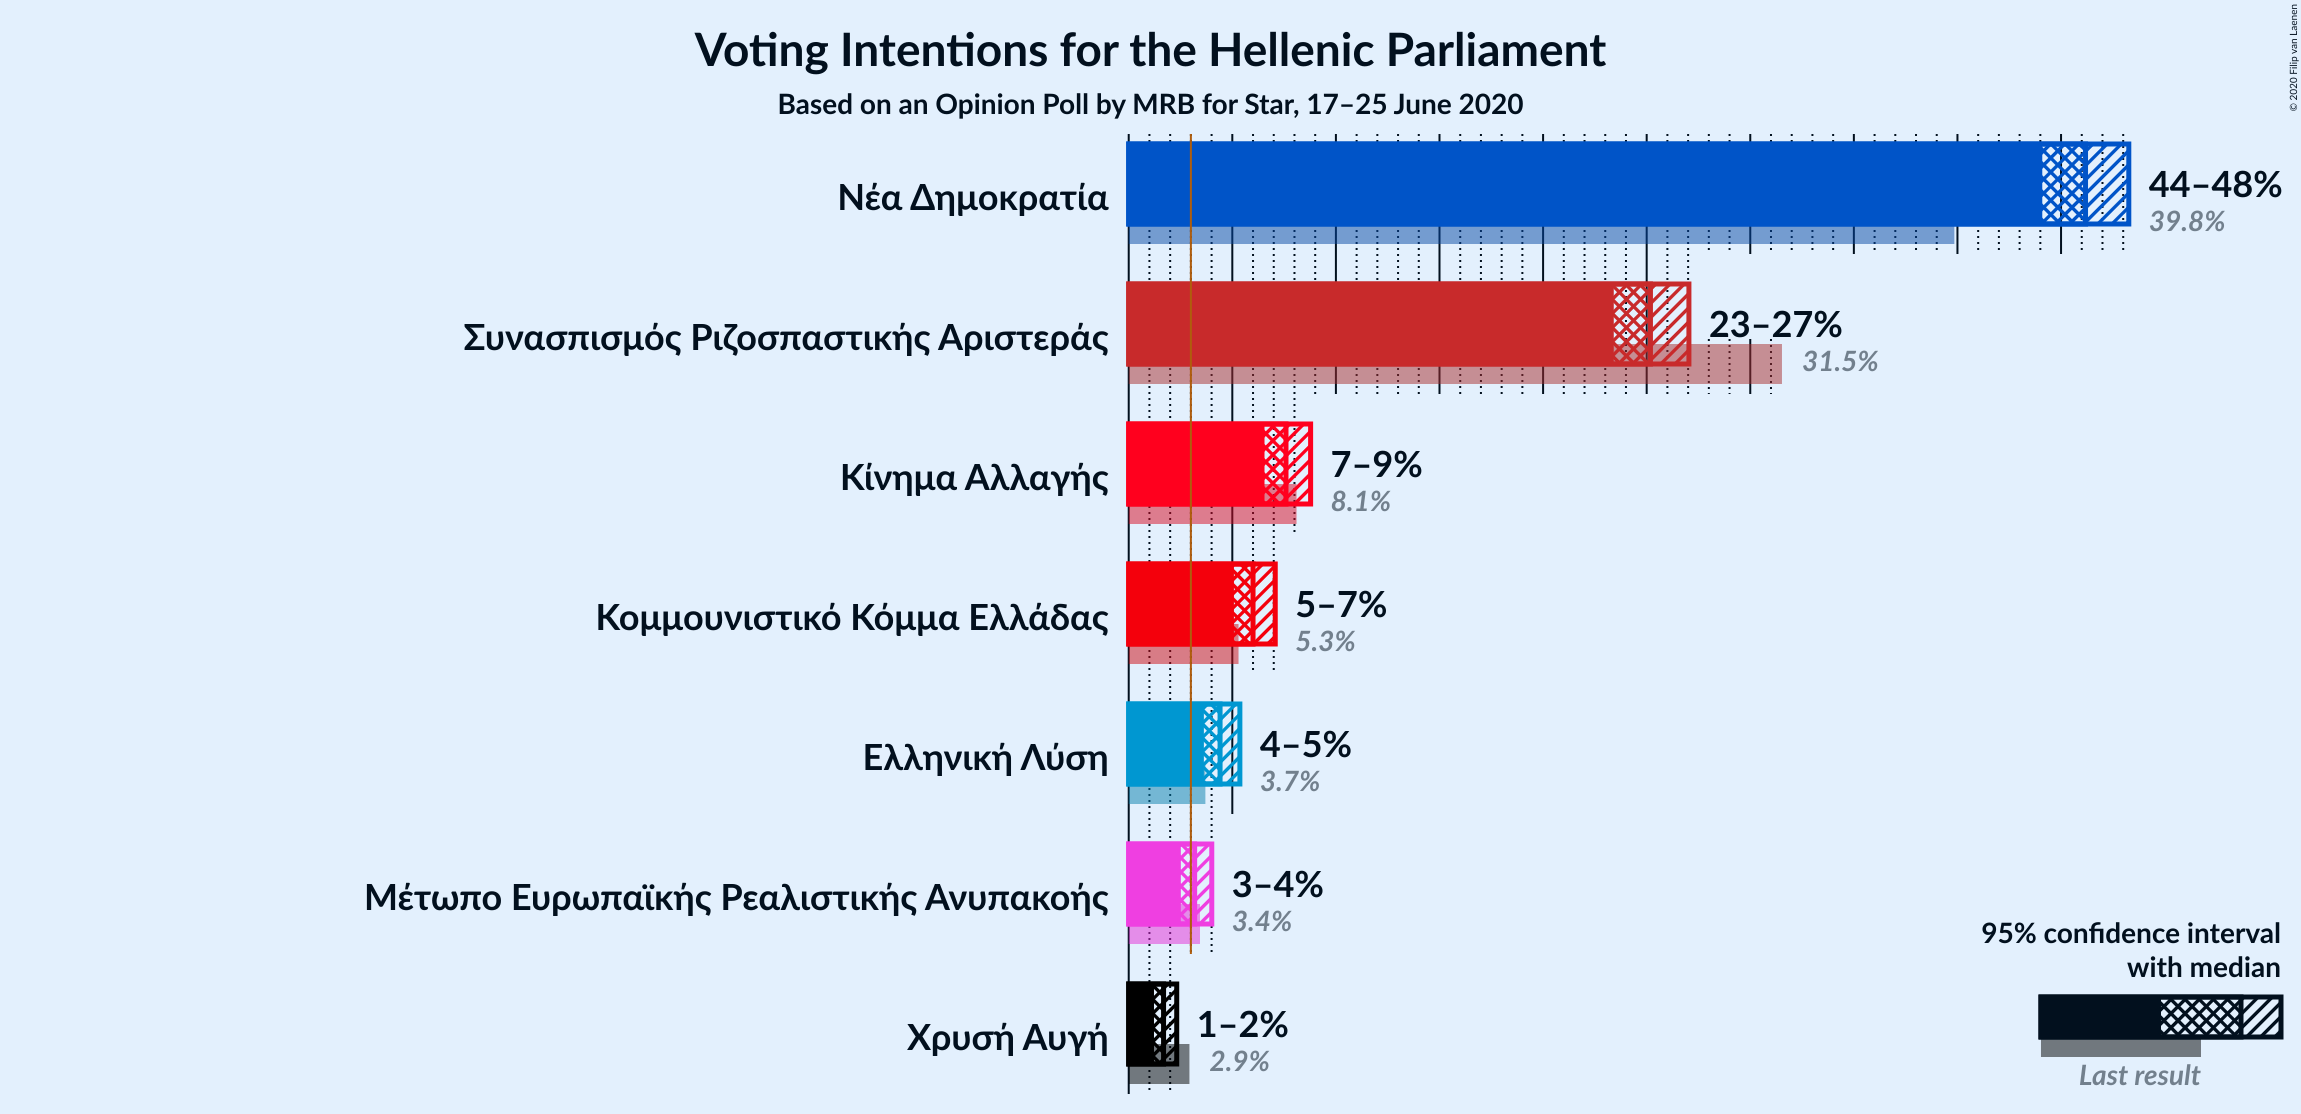 Voting Intentions for the Hellenic Parliament
Based on an Opinion Poll by MRB for Star, 17–25 June 2020
© 2020 Filip van Laenen
Νέα Δημοκρατία
44–48%
39.8%
Συνασπισμός Ριζοσπαστικής Αριστεράς
23–27%
31.5%
Κίνημα Αλλαγής
7–9%
8.1%
Κομμουνιστικό Κόμμα Ελλάδας
5–7%
5.3%
Ελληνική Λύση
4–5%
3.7%
Μέτωπο Ευρωπαϊκής Ρεαλιστικής Ανυπακοής
3–4%
3.4%
Χρυσή Αυγή
1–2%
2.9%
95% confidence interval
with median
Last result